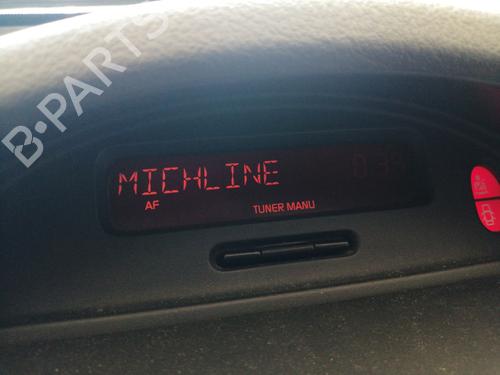 B-PARTS
MICHLINE
AF
TUNER MANU